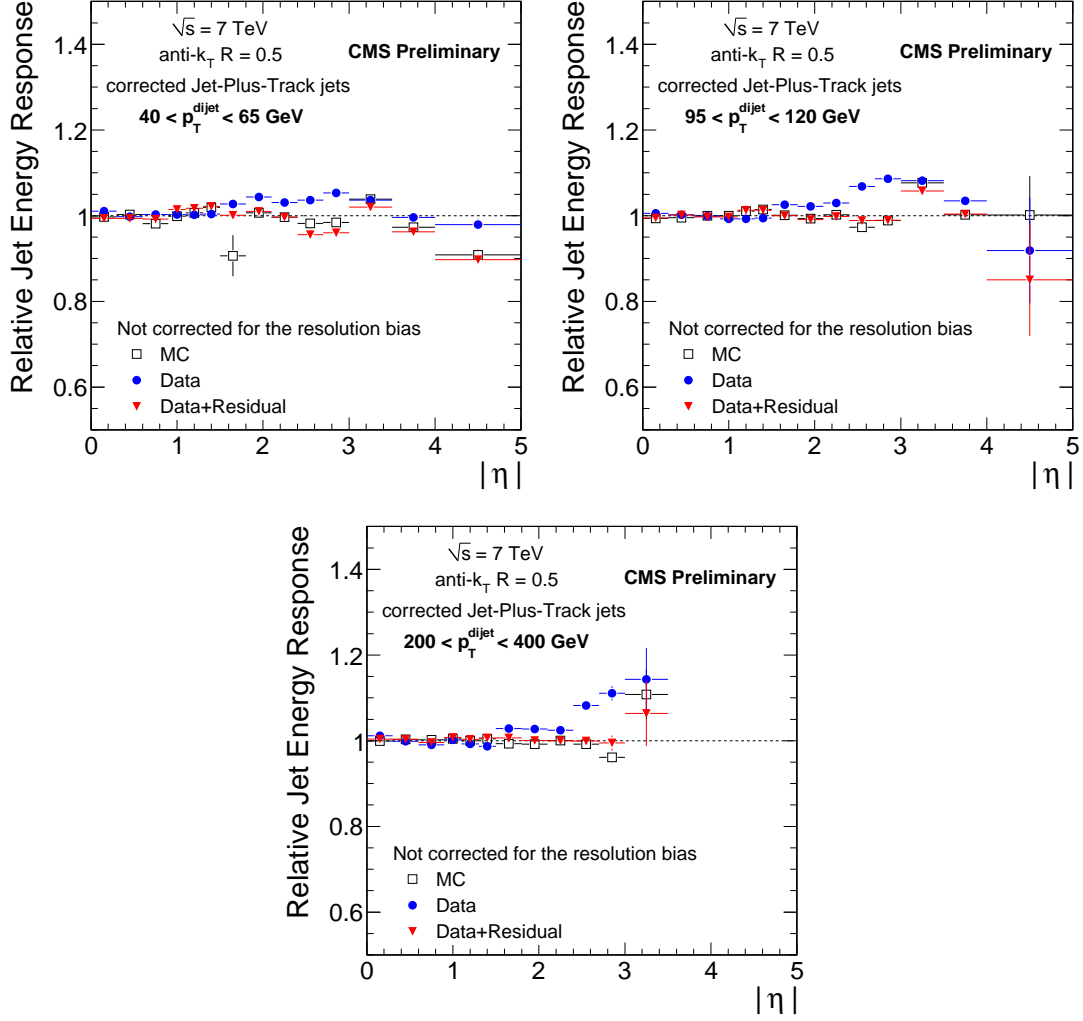 √s = 7 TeV
anti-k_T R = 0.5
CMS Preliminary
corrected Jet-Plus-Track jets
40 < p_T^dijet < 65 GeV
Relative Jet Energy Response
1.4
1.2
1
0.8
0.6
Not corrected for the resolution bias
MC
Data
Data+Residual
0 1 2 3 4 5
|η|
√s = 7 TeV
anti-k_T R = 0.5
CMS Preliminary
corrected Jet-Plus-Track jets
95 < p_T^dijet < 120 GeV
Relative Jet Energy Response
1.4
1.2
1
0.8
0.6
Not corrected for the resolution bias
MC
Data
Data+Residual
0 1 2 3 4 5
|η|
√s = 7 TeV
anti-k_T R = 0.5
CMS Preliminary
corrected Jet-Plus-Track jets
200 < p_T^dijet < 400 GeV
Relative Jet Energy Response
1.4
1.2
1
0.8
0.6
Not corrected for the resolution bias
MC
Data
Data+Residual
0 1 2 3 4 5
|η|